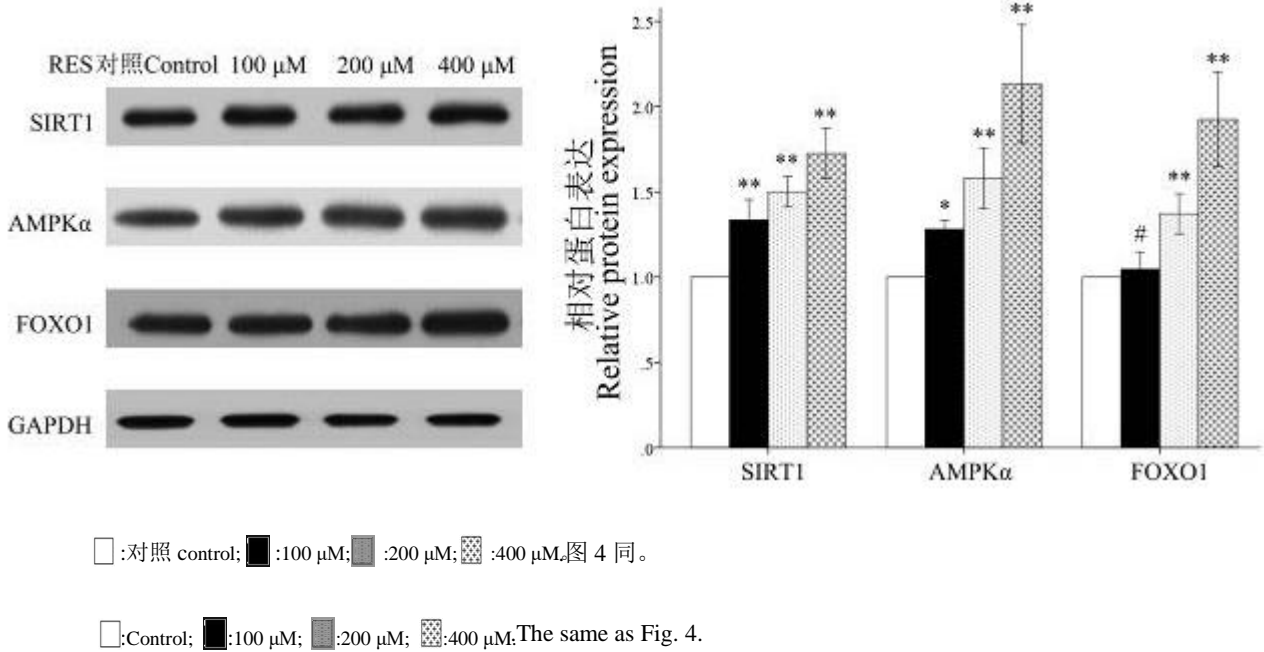 RES对照Control 100 μM 200 μM 400 μM
SIRT1
AMPKα
FOXO1
GAPDH
相对蛋白表达
Relative protein expression
2.5
2.0
1.5
1.0
.5
.0
** ** **
* ** **
# ** **
SIRT1 AMPKα FOXO1
:对照 control; :100 μM; :200 μM; :400 μM.图 4 同。
:Control; :100 μM; :200 μM; :400 μM.The same as Fig. 4.